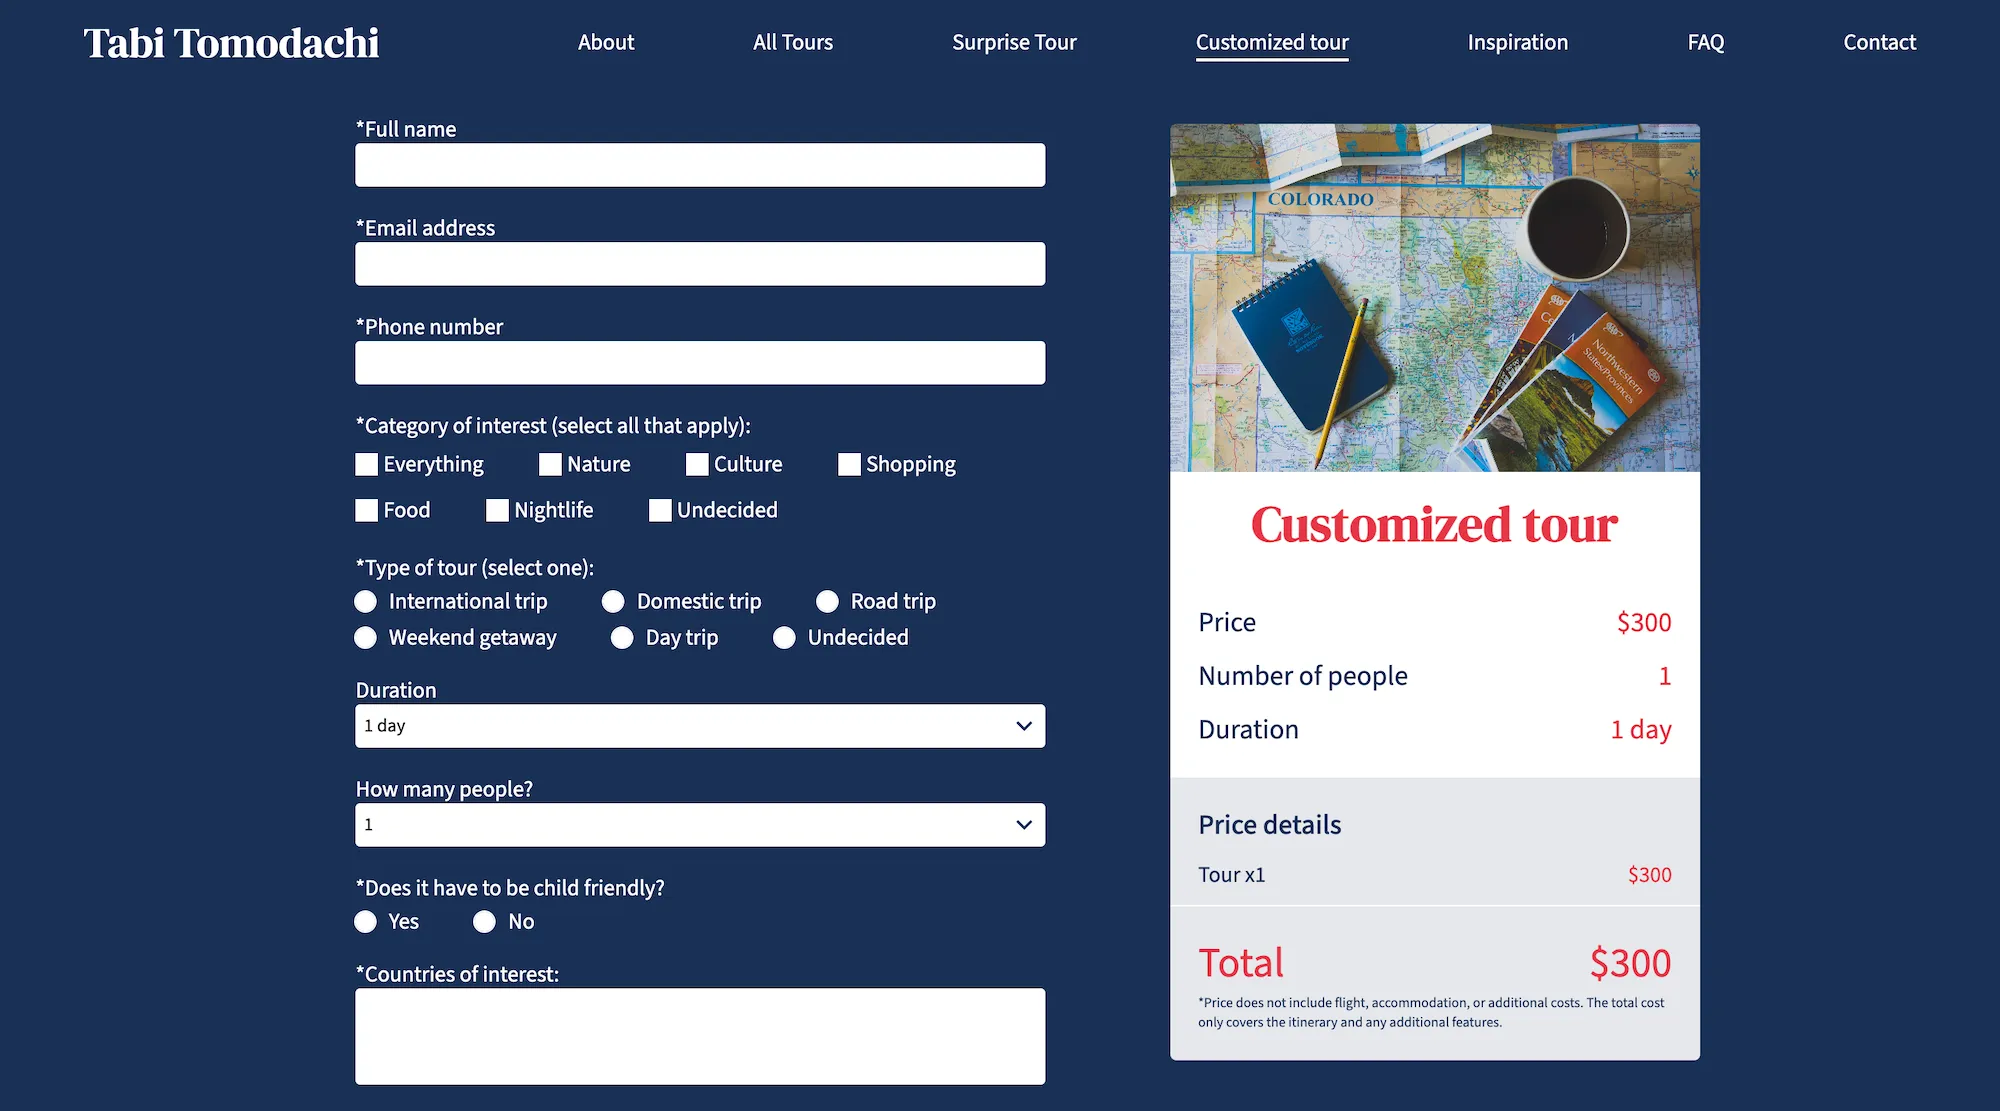 Tabi Tomodachi
About
All Tours
Surprise Tour
Customized tour
Inspiration
FAQ
Contact
*Full name
*Email address
*Phone number
*Category of interest (select all that apply):
Everything
Nature
Culture
Shopping
Food
Nightlife
Undecided
*Type of tour (select one):
International trip
Domestic trip
Road trip
Weekend getaway
Day trip
Undecided
Duration
1 day
How many people?
1
*Does it have to be child friendly?
Yes
No
*Countries of interest:
COLORADO
Northwestern
States/Provinces
Customized tour
Price $300
Number of people 1
Duration 1 day
Price details
Tour x1 $300
Total $300
*Price does not include flight, accommodation, or additional costs. The total cost
only covers the itinerary and any additional features.